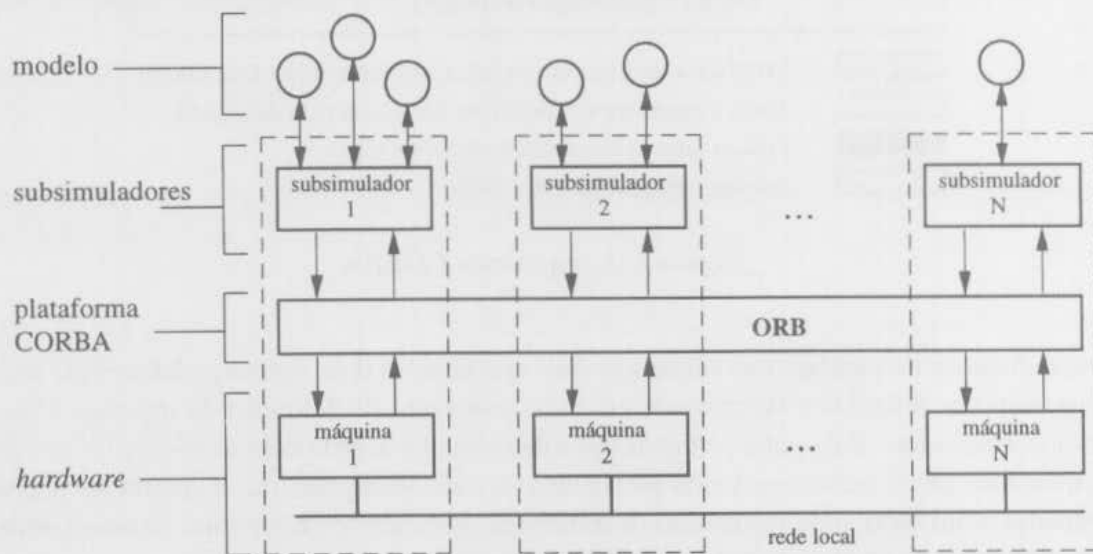 modelo
subsimuladores
subsimulador
1
subsimulador
2
...
subsimulador
N
plataforma
CORBA
ORB
hardware
máquina
1
máquina
2
...
máquina
N
rede local